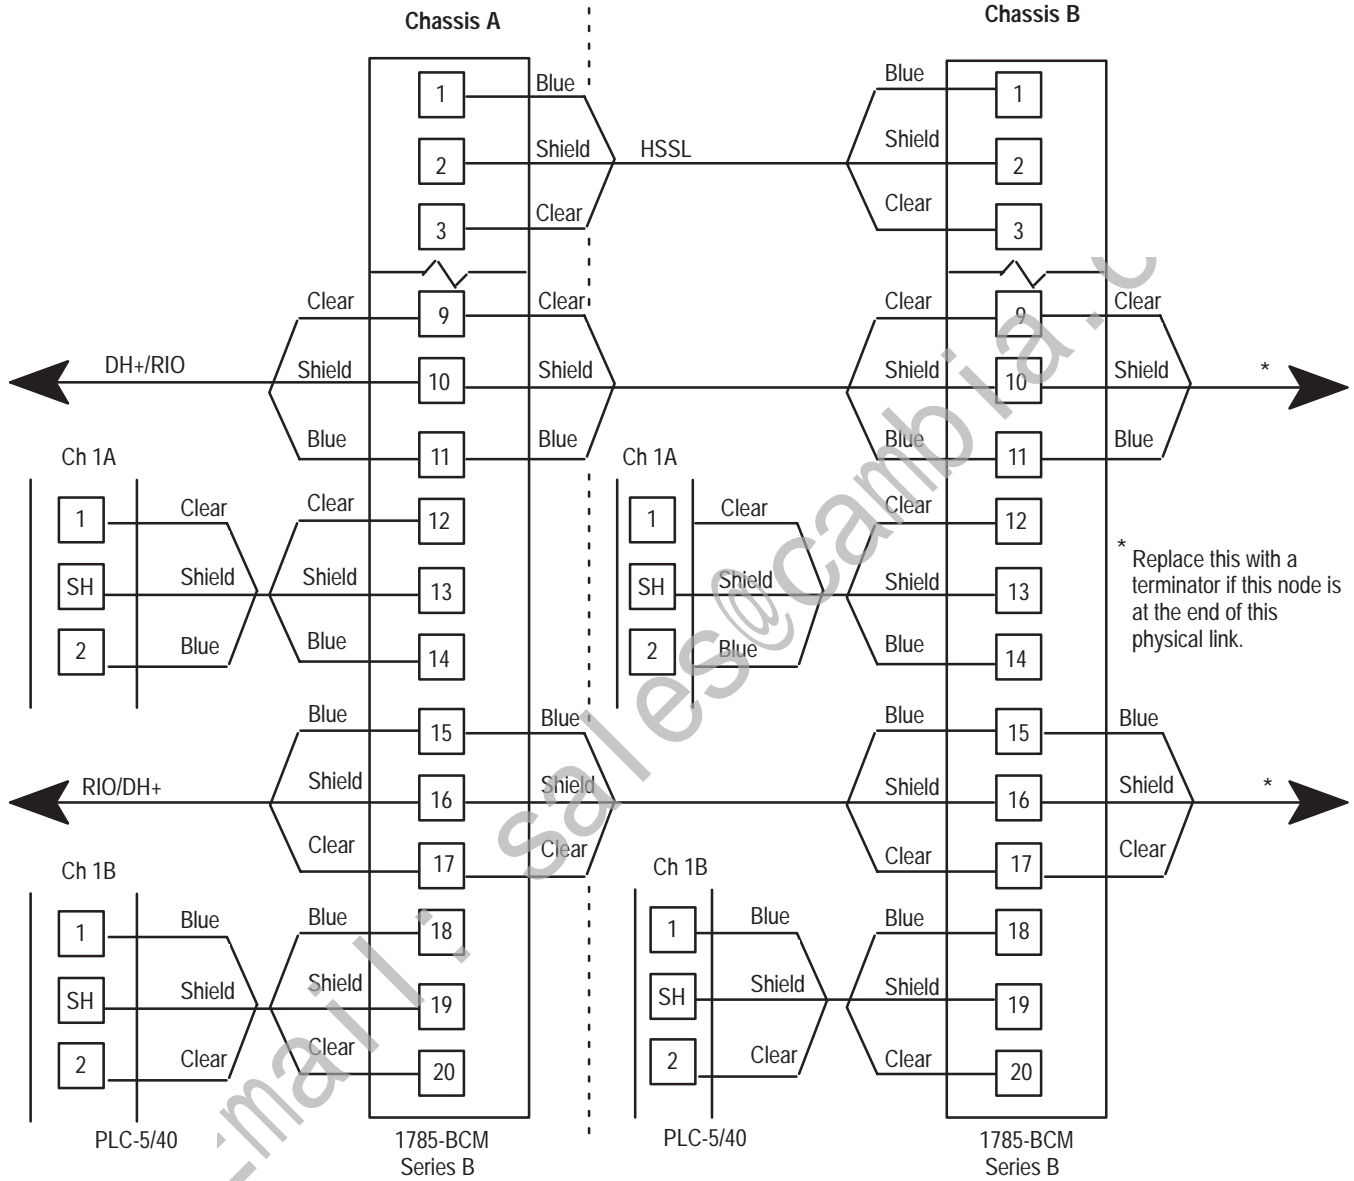 Chassis A
Chassis B
1 Blue
Blue 1
2 Shield HSSL
Shield 2
3 Clear
Clear 3
Clear 9 Clear
Clear 9 Clear
DH+/RIO Shield 10 Shield
Shield 10 Shield *
Blue 11 Blue
Blue 11 Blue
Ch 1A
Ch 1A
1 Clear Clear 12
1 Clear Clear 12
SH Shield Shield 13
SH Shield Shield 13
2 Blue Blue 14
2 Blue Blue 14
* Replace this with a
terminator if this node is
at the end of this
physical link.
Blue 15 Blue
Blue 15 Blue
RIO/DH+ Shield 16 Shield
Shield 16 Shield *
Clear 17 Clear
Clear 17 Clear
Ch 1B
Ch 1B
1 Blue Blue 18
1 Blue Blue 18
SH Shield Shield 19
SH Shield Shield 19
2 Clear Clear 20
2 Clear Clear 20
PLC-5/40
1785-BCM
Series B
PLC-5/40
1785-BCM
Series B
mail: sales@cambia.